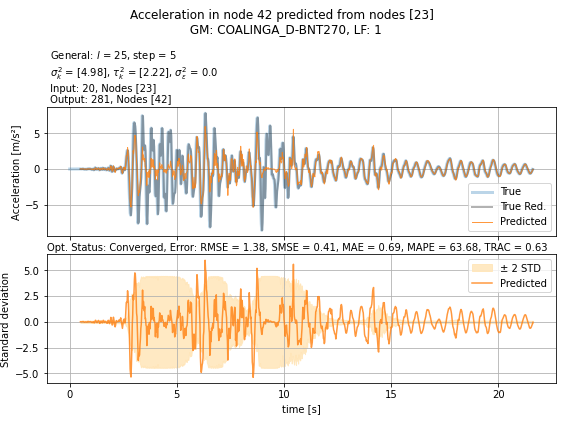 Acceleration in node 42 predicted from nodes [23]
GM: COALINGA_D-BNT270, LF: 1
General: l = 25, step = 5
σ²ₖ = [4.98], τ²ₖ = [2.22], σ²ε = 0.0
Input: 20, Nodes [23]
Output: 281, Nodes [42]
Acceleration [m/s²]
5
0
−5
True
True Red.
Predicted
Opt. Status: Converged, Error: RMSE = 1.38, SMSE = 0.41, MAE = 0.69, MAPE = 63.68, TRAC = 0.63
Standard deviation
5.0
2.5
0.0
−2.5
−5.0
± 2 STD
Predicted
0 5 10 15 20
time [s]